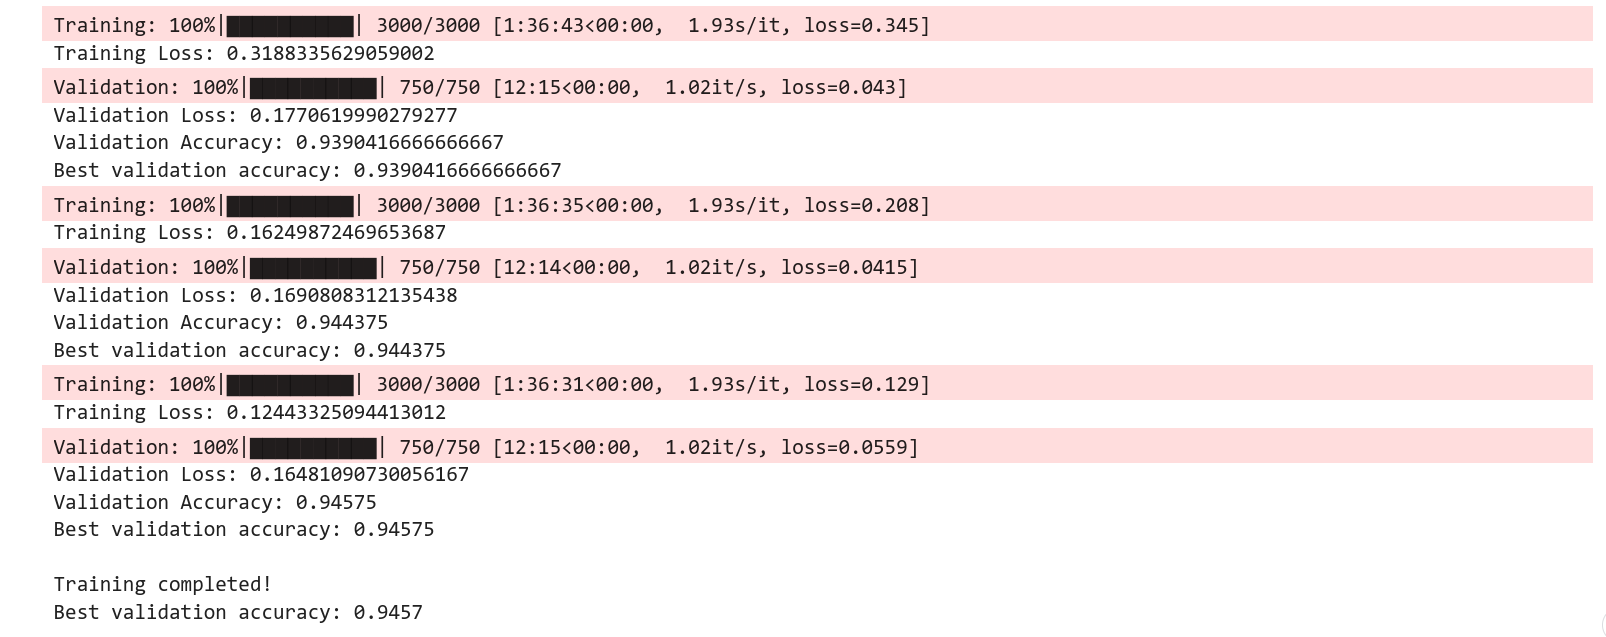 Training: 100%|██████████| 3000/3000 [1:36:43<00:00,  1.93s/it, loss=0.345]
Training Loss: 0.3188335629059002
Validation: 100%|██████████| 750/750 [12:15<00:00,  1.02it/s, loss=0.043]
Validation Loss: 0.1770619990279277
Validation Accuracy: 0.9390416666666667
Best validation accuracy: 0.9390416666666667
Training: 100%|██████████| 3000/3000 [1:36:35<00:00,  1.93s/it, loss=0.208]
Training Loss: 0.16249872469653687
Validation: 100%|██████████| 750/750 [12:14<00:00,  1.02it/s, loss=0.0415]
Validation Loss: 0.1690808312135438
Validation Accuracy: 0.944375
Best validation accuracy: 0.944375
Training: 100%|██████████| 3000/3000 [1:36:31<00:00,  1.93s/it, loss=0.129]
Training Loss: 0.12443325094413012
Validation: 100%|██████████| 750/750 [12:15<00:00,  1.02it/s, loss=0.0559]
Validation Loss: 0.16481090730056167
Validation Accuracy: 0.94575
Best validation accuracy: 0.94575
Training completed!
Best validation accuracy: 0.9457